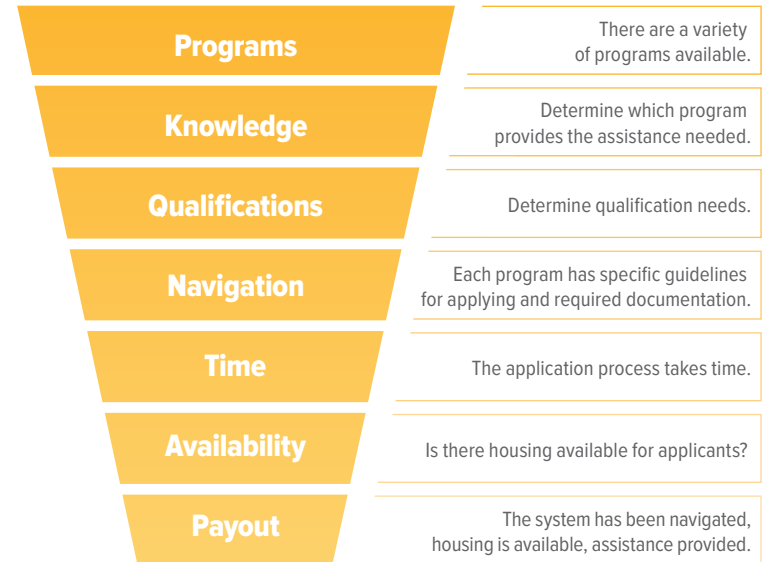 Programs
There are a variety
of programs available.
Knowledge
Determine which program
provides the assistance needed.
Qualifications
Determine qualification needs.
Navigation
Each program has specific guidelines
for applying and required documentation.
Time
The application process takes time.
Availability
Is there housing available for applicants?
Payout
The system has been navigated,
housing is available, assistance provided.